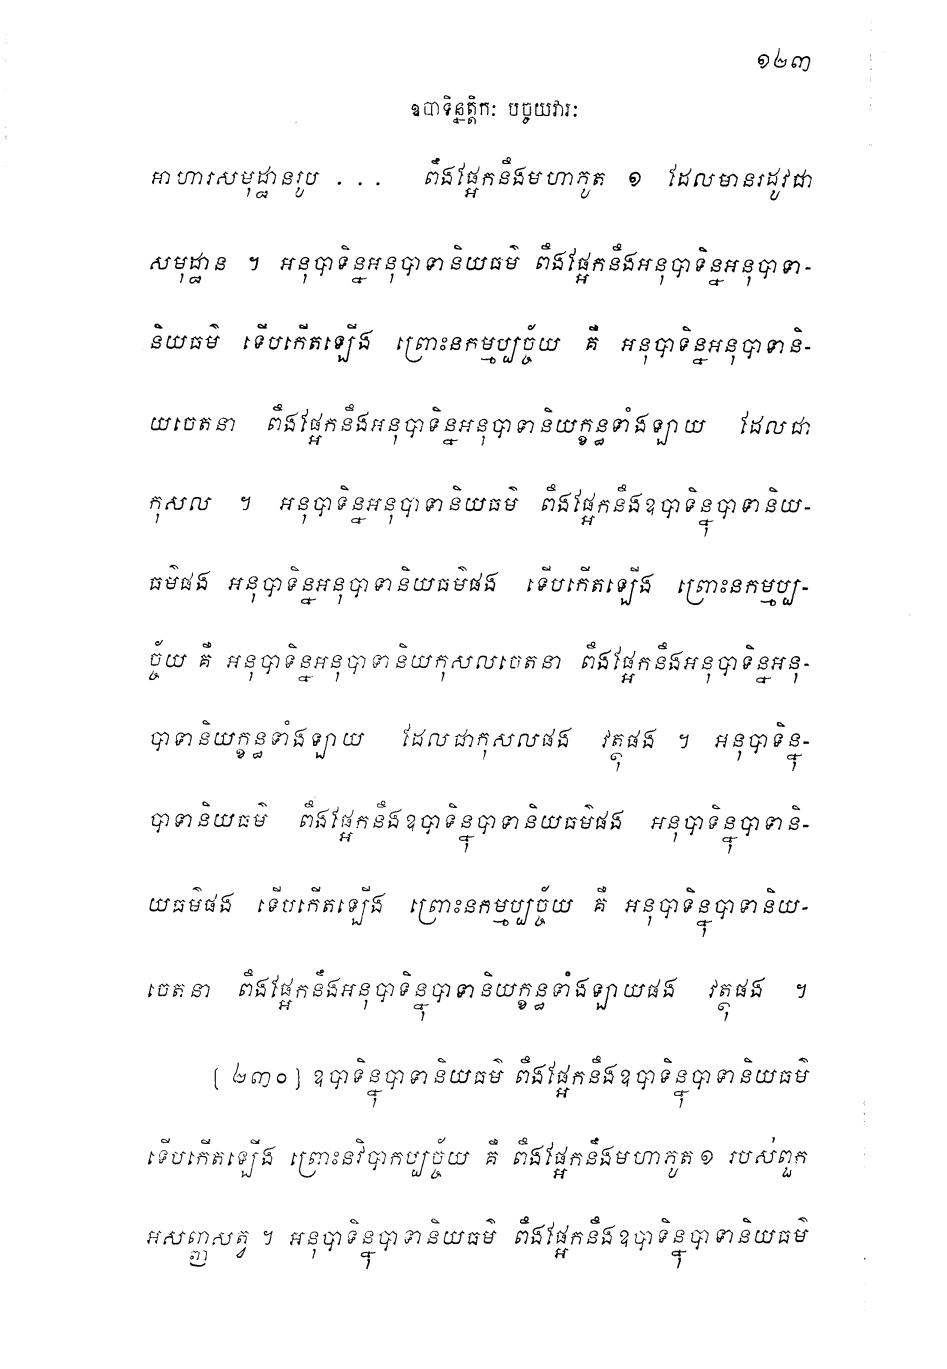 ១២៣
ឧបាទិន្នត្តិកៈ បច្ចយវារៈ
អាហារសមុដ្ឋានរូប . . . ពឹងផ្អែកនឹងមហាភូត ១ ដែលមានរដូវជា
សមុដ្ឋាន ។ អនុបាទិន្នអនុបាទានិយធម៌ ពឹងផ្អែកនឹងអនុបាទិន្នអនុបាទា-
និយធម៌ ទើបកើតឡើង ព្រោះនកម្មប្បច្ច័យ គឺ អនុបាទិន្នអនុបាទានិ-
យចេតនា ពឹងផ្អែកនឹងអនុបាទិន្នអនុបាទានិយក្ខន្ធទាំងឡាយ ដែលជា
កុសល ។ អនុបាទិន្នអនុបាទានិយធម៌ ពឹងផ្អែកនឹងឧបាទិន្នុបាទានិយ-
ធម៌ផង អនុបាទិន្នអនុបាទានិយធម៌ផង ទើបកើតឡើង ព្រោះនកម្មប្ប-
ច្ច័យ គឺ អនុបាទិន្នអនុបាទានិយកុសលចេតនា ពឹងផ្អែកនឹងអនុបាទិន្នអនុ-
បាទានិយក្ខន្ធទាំងឡាយ ដែលជាកុសលផង វត្ថុផង ។ អនុបាទិន្នុ-
បាទានិយធម៌ ពឹងផ្អែកនឹងឧបាទិន្នុបាទានិយធម៌ផង អនុបាទិន្នុបាទានិ-
យធម៌ផង ទើបកើតឡើង ព្រោះនកម្មប្បច្ច័យ គឺ អនុបាទិន្នុបាទានិយ-
ចេតនា ពឹងផ្អែកនឹងអនុបាទិន្នុបាទានិយក្ខន្ធទាំងឡាយផង វត្ថុផង ។
[ ២៣០ ] ឧបាទិន្នុបាទានិយធម៌ ពឹងផ្អែកនឹងឧបាទិន្នុបាទានិយធម៌
ទើបកើតឡើង ព្រោះនវិបាកប្បច្ច័យ គឺ ពឹងផ្អែកនឹងមហាភូត ១ របស់ពួក
អសញ្ញសត្វ ។ អនុបាទិន្នុបាទានិយធម៌ ពឹងផ្អែកនឹងឧបាទិន្នុបាទានិយធម៌